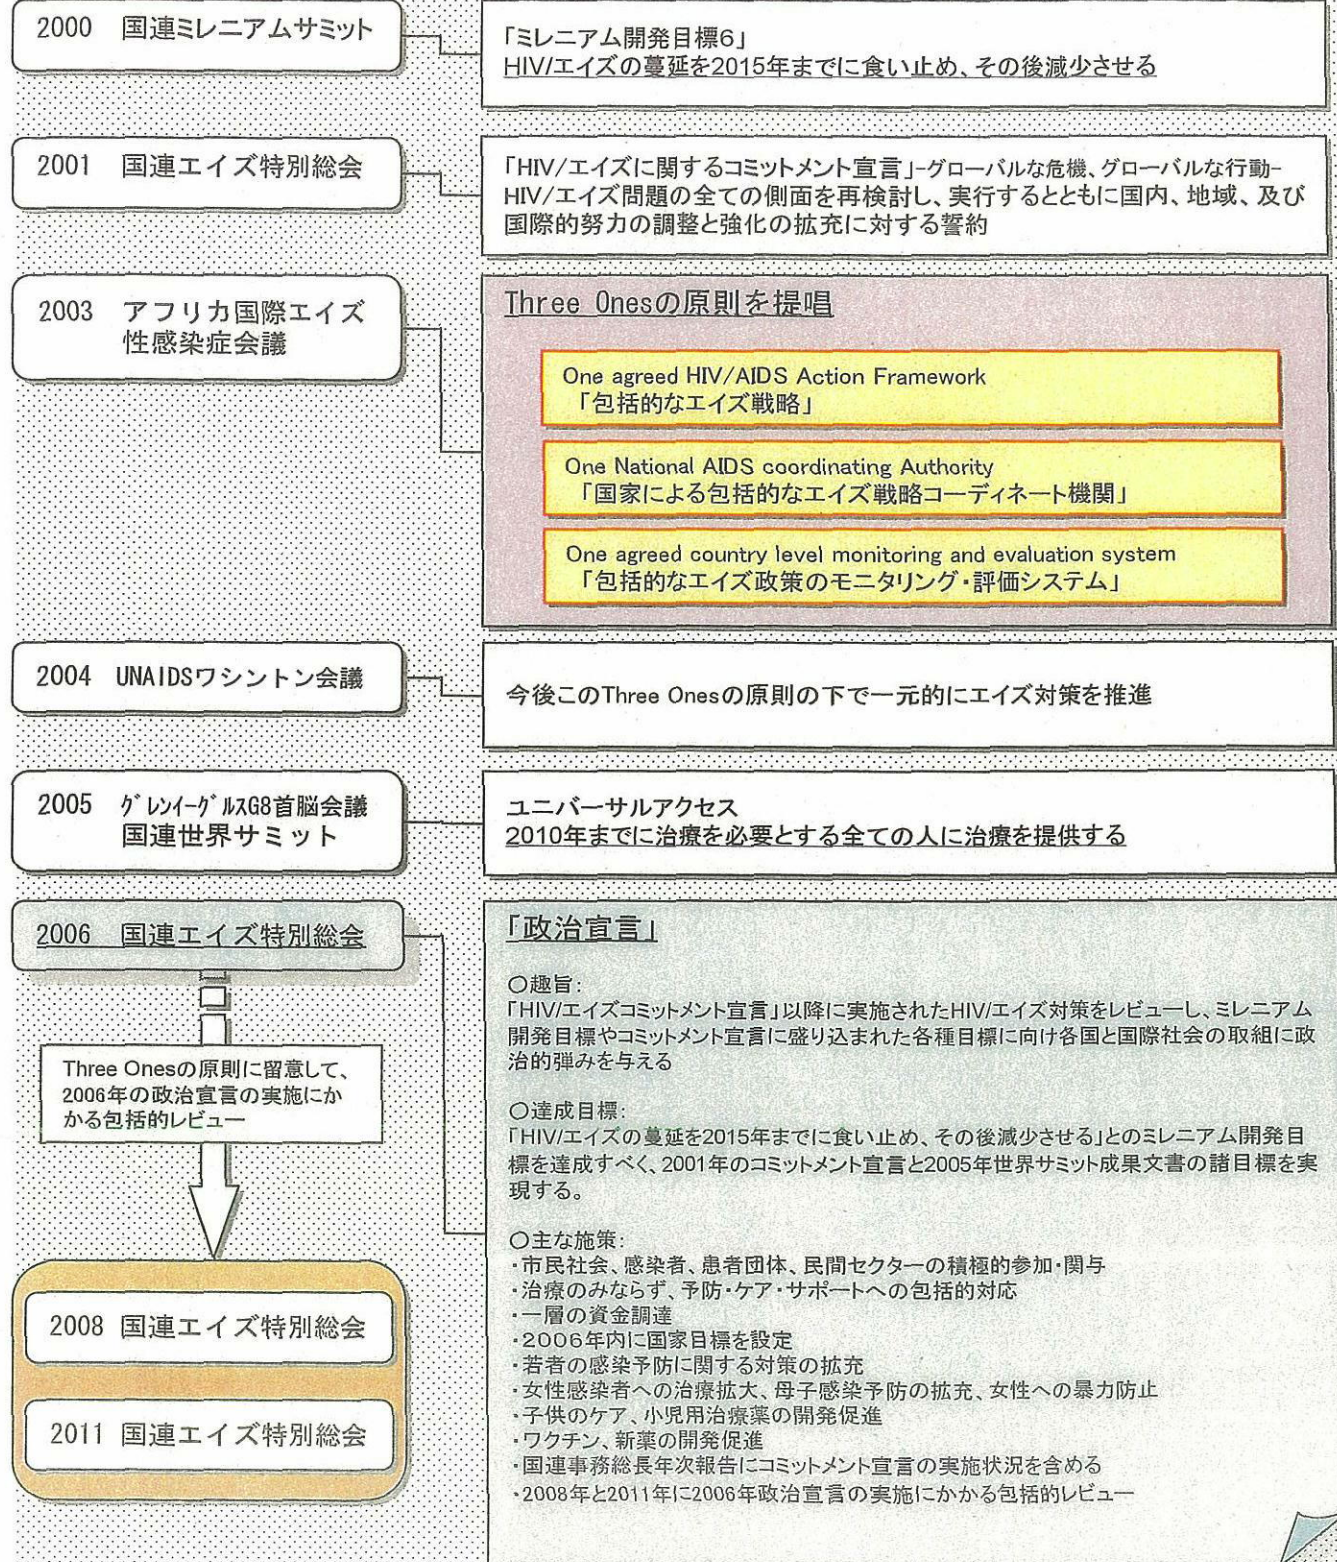 2000 国連ミレニアムサミット
「ミレニアム開発目標6」
HIV/エイズの蔓延を2015年までに食い止め、その後減少させる
2001 国連エイズ特別総会
「HIV/エイズに関するコミットメント宣言」-グローバルな危機、グローバルな行動-
HIV/エイズ問題の全ての側面を再検討し、実行するとともに国内、地域、及び
国際的努力の調整と強化の拡充に対する誓約
2003 アフリカ国際エイズ
性感染症会議
Three Onesの原則を提唱
One agreed HIV/AIDS Action Framework
「包括的なエイズ戦略」
One National AIDS coordinating Authority
「国家による包括的なエイズ戦略コーディネート機関」
One agreed country level monitoring and evaluation system
「包括的なエイズ政策のモニタリング・評価システム」
2004 UNAIDSワシントン会議
今後このThree Onesの原則の下で一元的にエイズ対策を推進
2005 グレンイーグルスG8首脳会議
国連世界サミット
ユニバーサルアクセス
2010年までに治療を必要とする全ての人に治療を提供する
2006 国連エイズ特別総会
Three Onesの原則に留意して、
2006年の政治宣言の実施にか
かる包括的レビュー
2008 国連エイズ特別総会
2011 国連エイズ特別総会
「政治宣言」
○趣旨:
「HIV/エイズコミットメント宣言」以降に実施されたHIV/エイズ対策をレビューし、ミレニアム
開発目標やコミットメント宣言に盛り込まれた各種目標に向け各国と国際社会の取組に政
治的弾みを与える
○達成目標:
「HIV/エイズの蔓延を2015年までに食い止め、その後減少させる」とのミレニアム開発目
標を達成すべく、2001年のコミットメント宣言と2005年世界サミット成果文書の諸目標を実
現する。
○主な施策:
・市民社会、感染者、患者団体、民間セクターの積極的参加・関与
・治療のみならず、予防・ケア・サポートへの包括的対応
・一層の資金調達
・2006年内に国家目標を設定
・若者の感染予防に関する対策の拡充
・女性感染者への治療拡大、母子感染予防の拡充、女性への暴力防止
・子供のケア、小児用治療薬の開発促進
・ワクチン、新薬の開発促進
・国連事務総長年次報告にコミットメント宣言の実施状況を含める
・2008年と2011年に2006年政治宣言の実施にかかる包括的レビュー